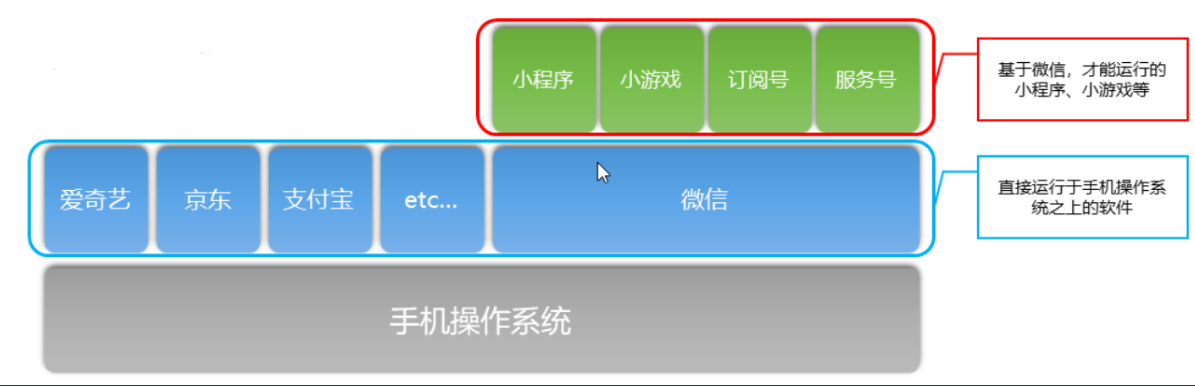 小程序
小游戏
订阅号
服务号
基于微信，才能运行的
小程序、小游戏等
爱奇艺
京东
支付宝
etc...
微信
直接运行于手机操作系
统之上的软件
手机操作系统